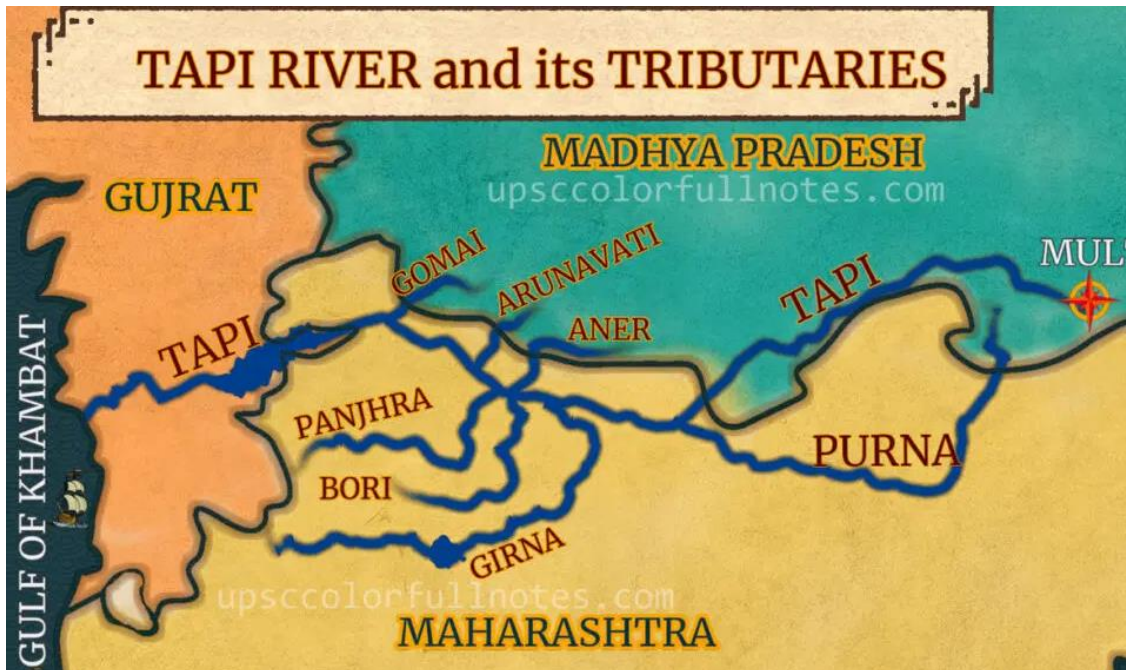 TAPI RIVER and its TRIBUTARIES
MADHYA PRADESH
upsccolorfullnotes.com
GUJRAT
GOMAI
ARUNAVATI
TAPI
MULT
TAPI
ANER
PANJHRA
PURNA
BORI
GIRNA
GULF OF KHAMBAT
upsccolorfullnotes.com
MAHARASHTRA